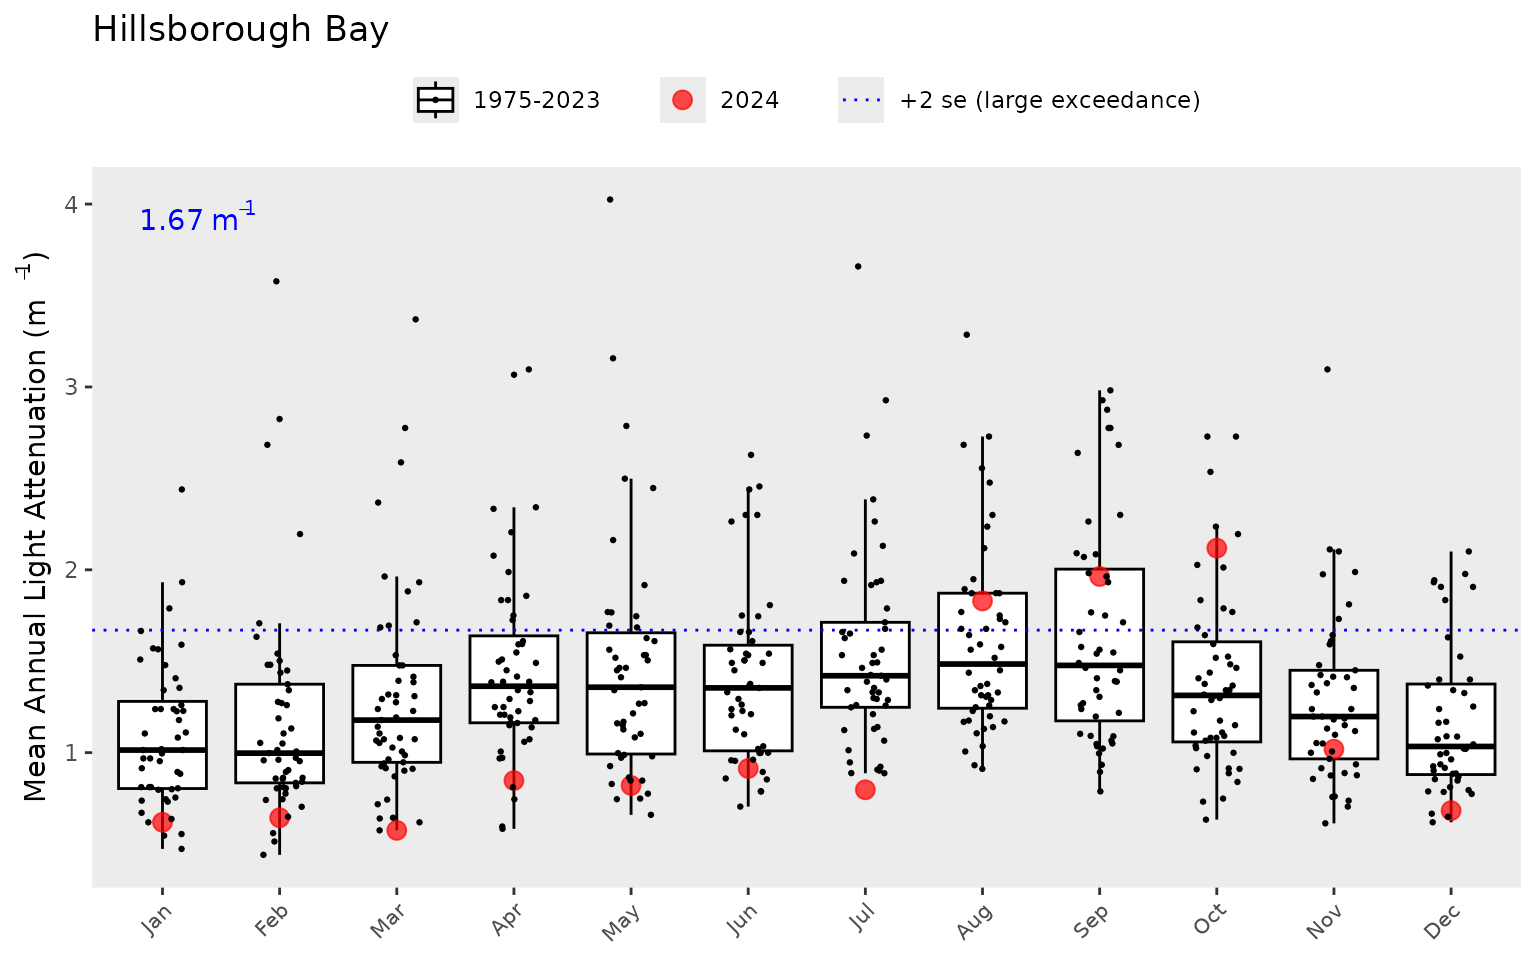 Hillsborough Bay
1975-2023
2024
+2 se (large exceedance)
1.67 m⁻¹
Mean Annual Light Attenuation (m ⁻¹)
4
3
2
1
Jan
Feb
Mar
Apr
May
Jun
Jul
Aug
Sep
Oct
Nov
Dec